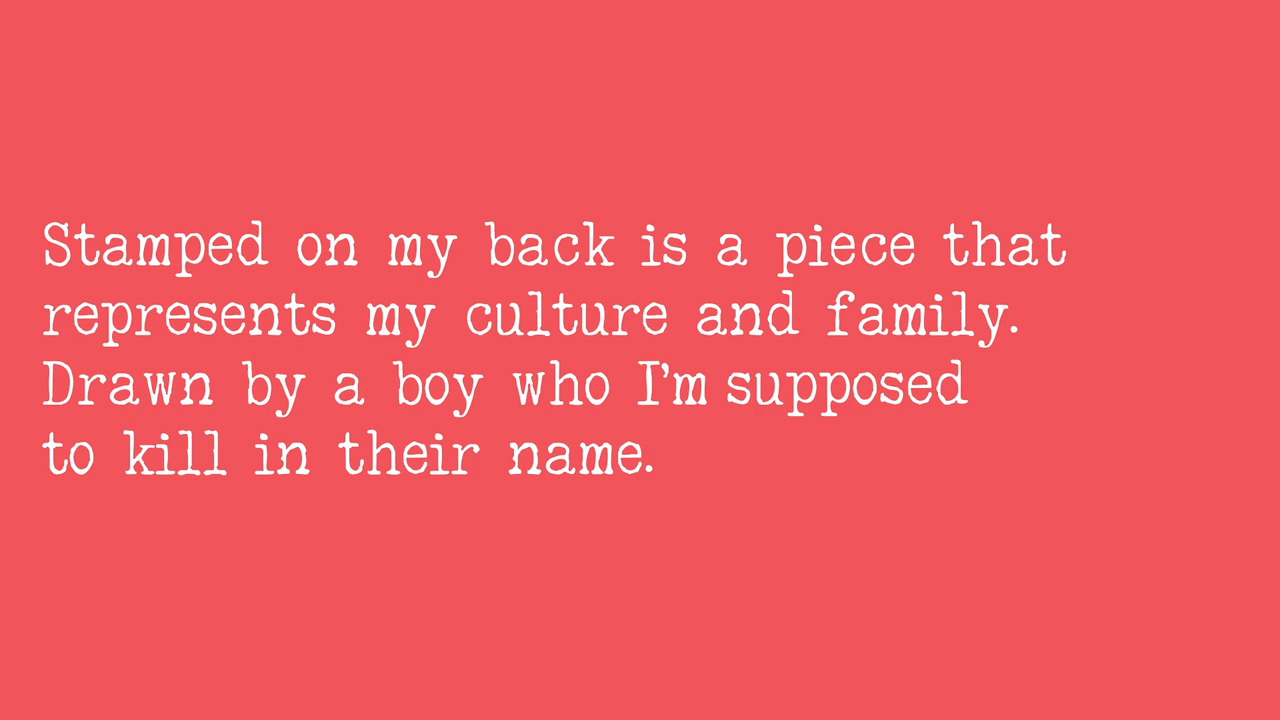 Stamped on my back is a piece that
represents my culture and family.
Drawn by a boy who I'm supposed
to kill in their name.